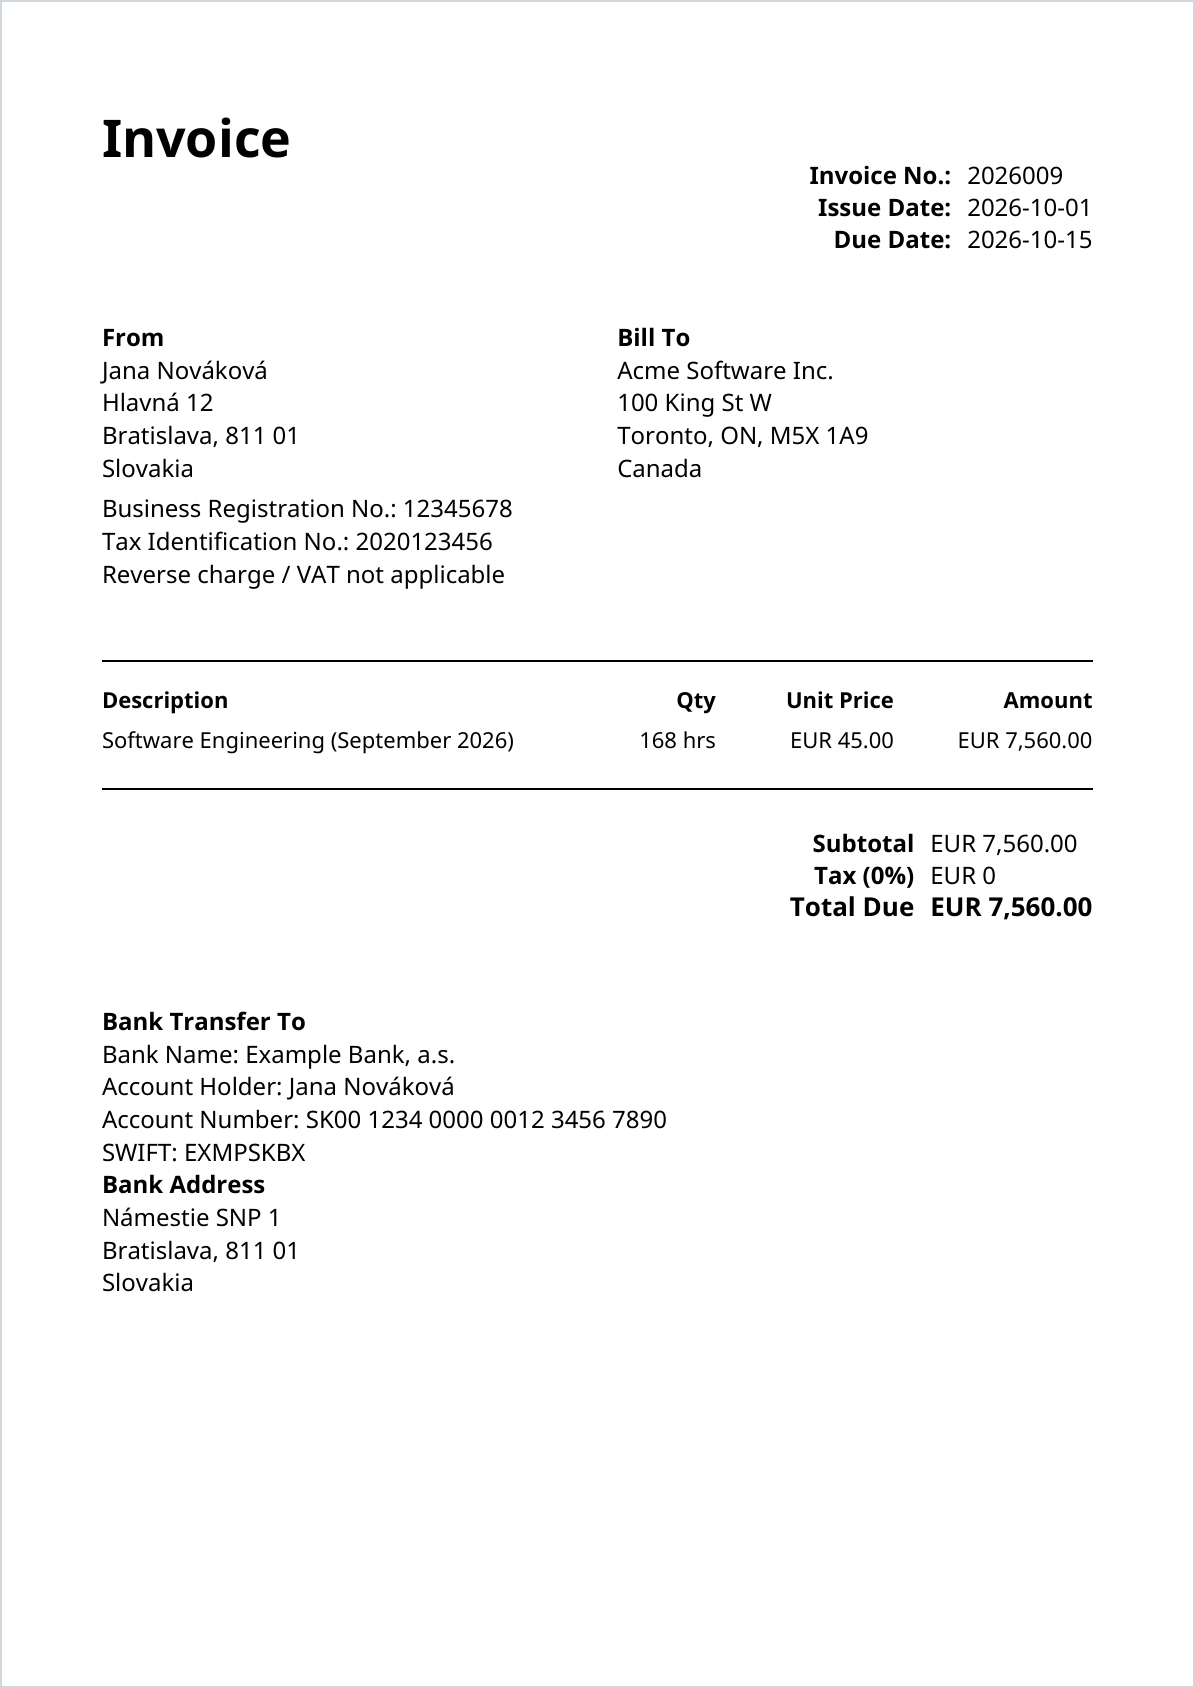 Invoice
Invoice No.: 2026009
Issue Date: 2026-10-01
Due Date: 2026-10-15
From
Jana Nováková
Hlavná 12
Bratislava, 811 01
Slovakia
Business Registration No.: 12345678
Tax Identification No.: 2020123456
Reverse charge / VAT not applicable
Bill To
Acme Software Inc.
100 King St W
Toronto, ON, M5X 1A9
Canada
Description Qty Unit Price Amount
Software Engineering (September 2026) 168 hrs EUR 45.00 EUR 7,560.00
Subtotal EUR 7,560.00
Tax (0%) EUR 0
Total Due EUR 7,560.00
Bank Transfer To
Bank Name: Example Bank, a.s.
Account Holder: Jana Nováková
Account Number: SK00 1234 0000 0012 3456 7890
SWIFT: EXMPSKBX
Bank Address
Námestie SNP 1
Bratislava, 811 01
Slovakia